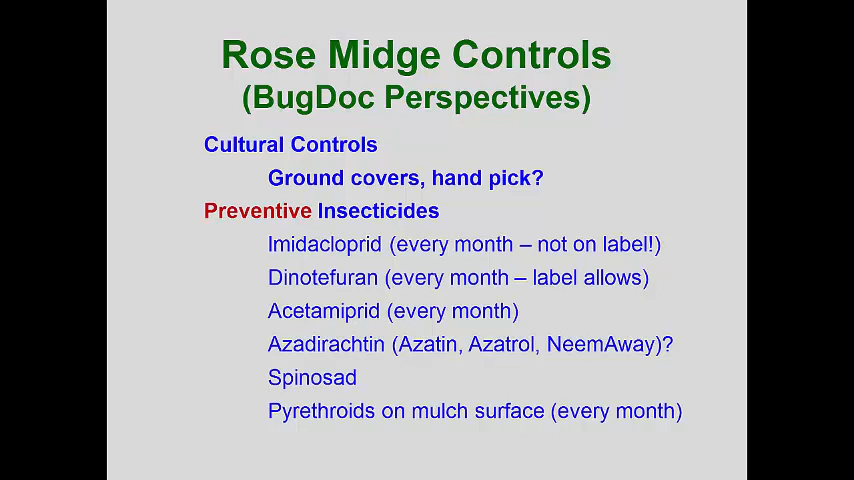 Rose Midge Controls
(BugDoc Perspectives)
Cultural Controls
Ground covers, hand pick?
Preventive Insecticides
Imidacloprid (every month – not on label!)
Dinotefuran (every month – label allows)
Acetamiprid (every month)
Azadirachtin (Azatin, Azatrol, NeemAway)?
Spinosad
Pyrethroids on mulch surface (every month)